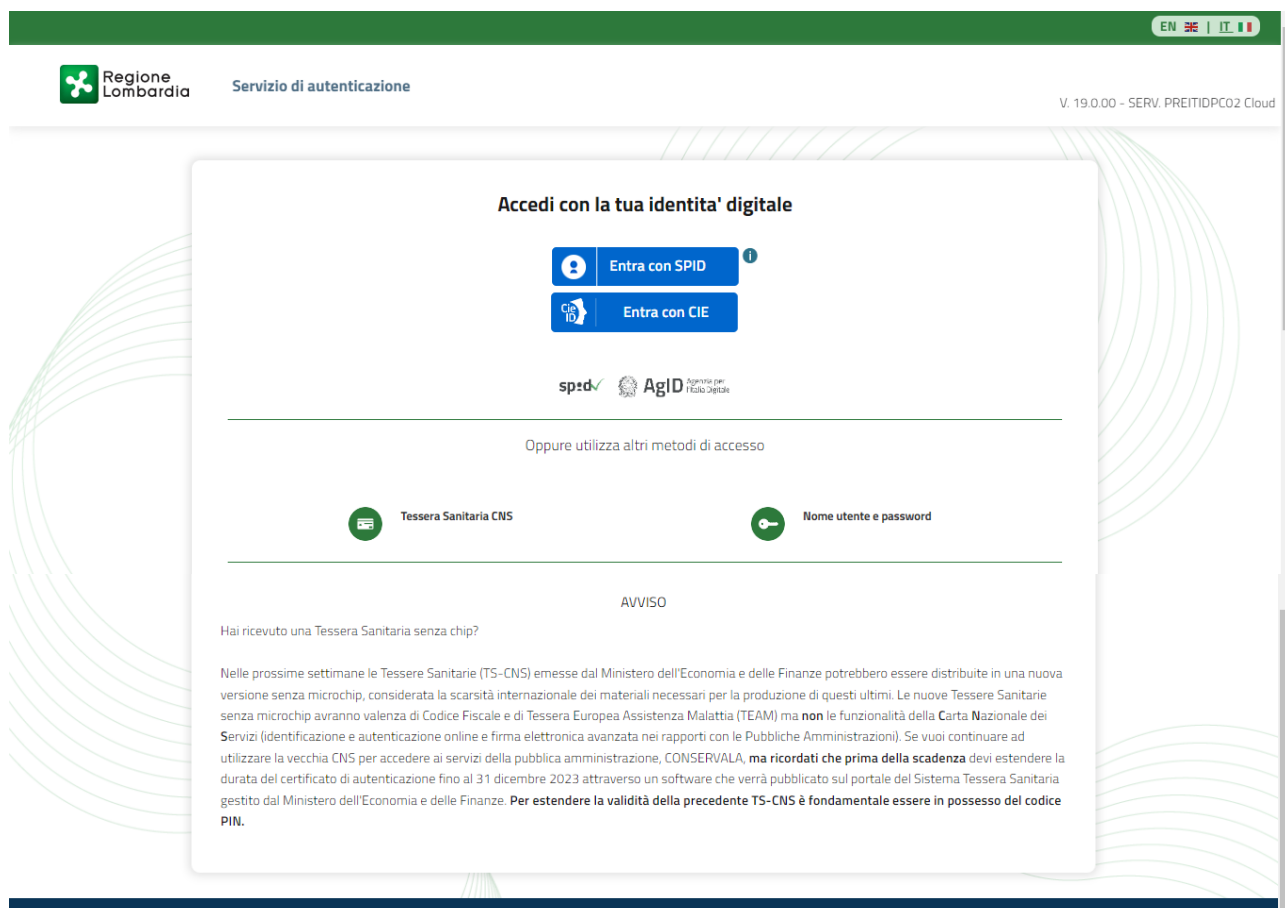 EN | IT
Regione
Lombardia
Servizio di autenticazione
V. 19.0.00 - SERV. PREITIDPC02 Cloud
Accedi con la tua identita' digitale
Entra con SPID
Cie
ID
Entra con CIE
spid
AgID Agenzia per
l'Italia Digitale
Oppure utilizza altri metodi di accesso
Tessera Sanitaria CNS
Nome utente e password
AVVISO
Hai ricevuto una Tessera Sanitaria senza chip?
Nelle prossime settimane le Tessere Sanitarie (TS-CNS) emesse dal Ministero dell'Economia e delle Finanze potrebbero essere distribuite in una nuova
versione senza microchip, considerata la scarsità internazionale dei materiali necessari per la produzione di questi ultimi. Le nuove Tessere Sanitarie
senza microchip avranno valenza di Codice Fiscale e di Tessera Europea Assistenza Malattia (TEAM) ma non le funzionalità della Carta Nazionale dei
Servizi (identificazione e autenticazione online e firma elettronica avanzata nei rapporti con le Pubbliche Amministrazioni). Se vuoi continuare ad
utilizzare la vecchia CNS per accedere ai servizi della pubblica amministrazione, CONSERVALA, ma ricordati che prima della scadenza devi estendere la
durata del certificato di autenticazione fino al 31 dicembre 2023 attraverso un software che verrà pubblicato sul portale del Sistema Tessera Sanitaria
gestito dal Ministero dell'Economia e delle Finanze. Per estendere la validità della precedente TS-CNS è fondamentale essere in possesso del codice
PIN.